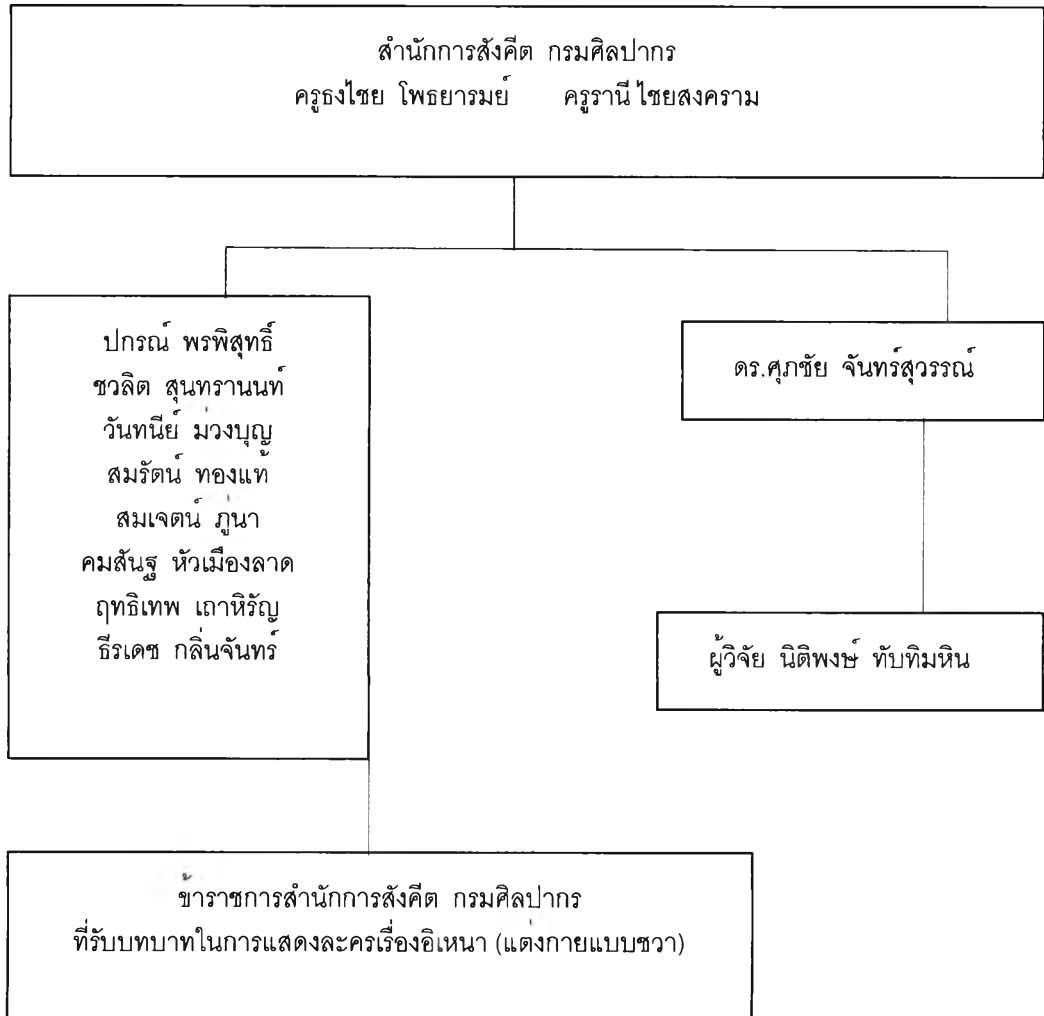 สำนักการสังคีต กรมศิลปากร
ครูธงไชย โพธยารมย์ ครูรานี ไชยสงคราม
ปกรณ์ พรพิสุทธิ์
ชวลิต สุนทรานนท์
วันทนีย์ ม่วงบุญ
สมรัตน์ ทองแท้
สมเจตน์ ภู่นา
คมสันฐ หัวเมืองลาด
ฤทธิเทพ เถาหิรัญ
ธีรเดช กลิ่นจันทร์
ดร.ศุภชัย จันทร์สุวรรณ์
ผู้วิจัย นิติพงษ์ ทับทิมหิน
ข้าราชการสำนักการสังคีต กรมศิลปากร
ที่รับบทบาทในการแสดงละครเรื่องอิเหนา (แต่งกายแบบชวา)